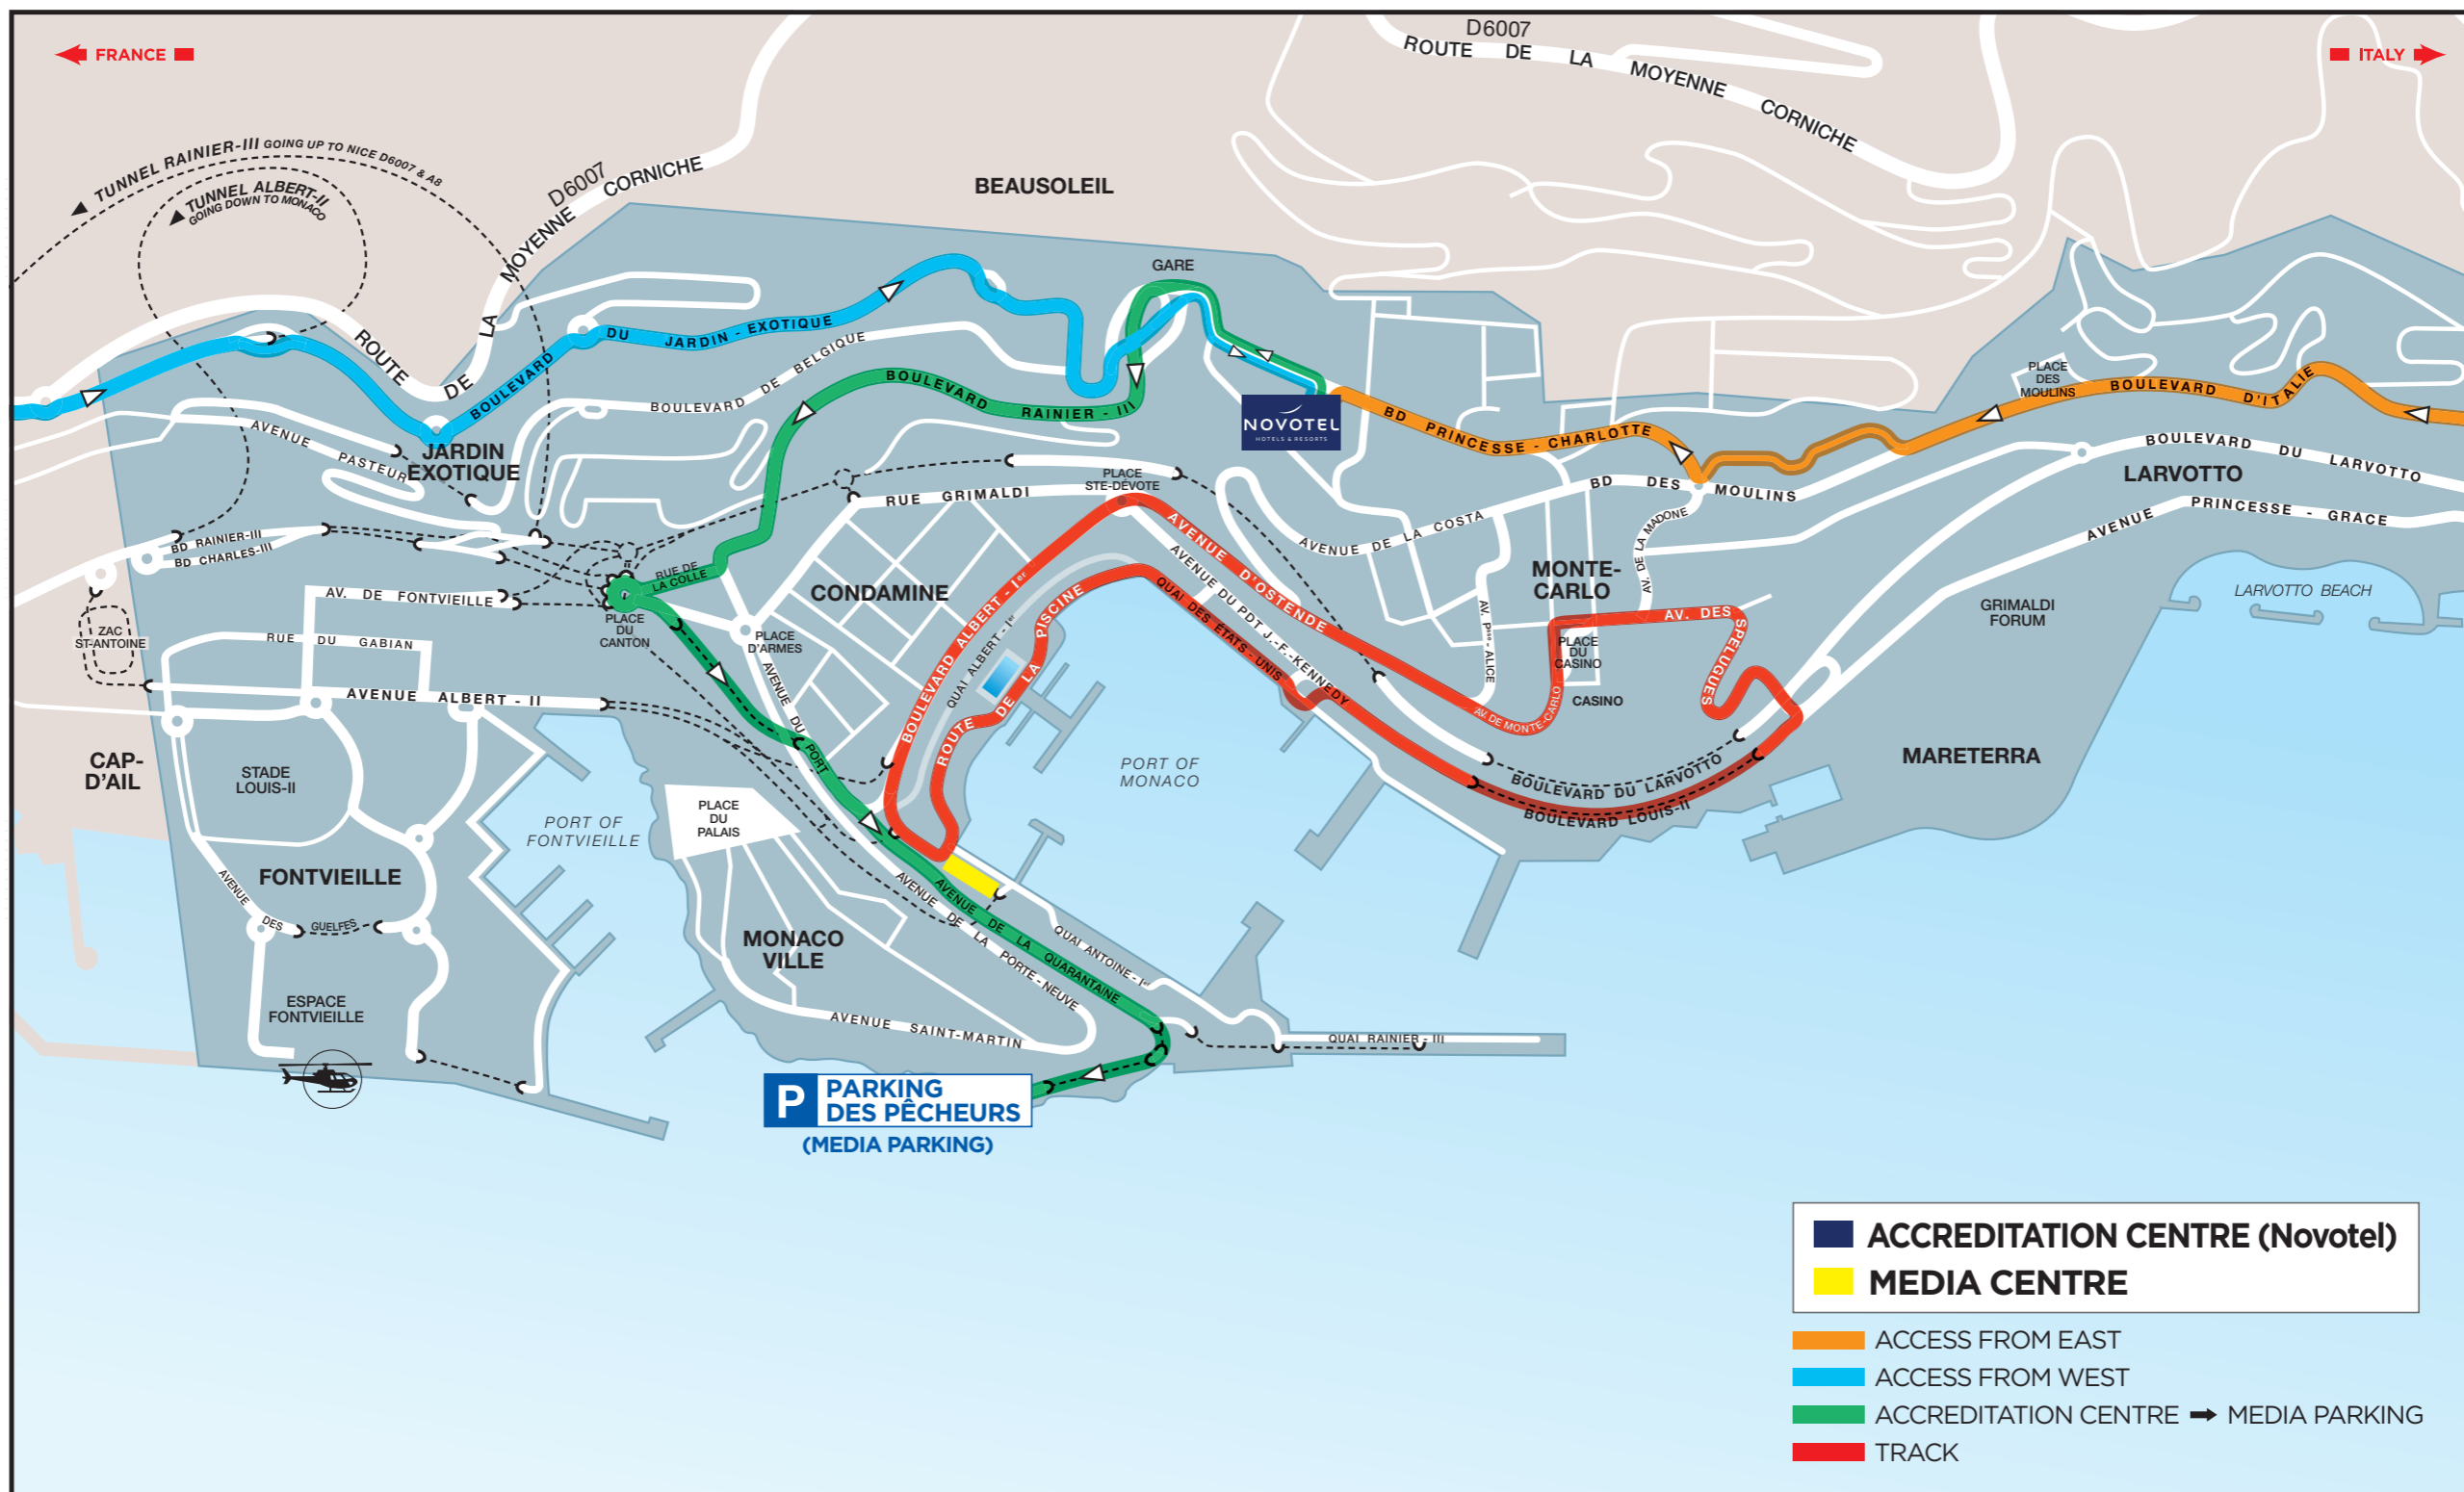 FRANCE
ITALY
D6007
ROUTE DE LA MOYENNE CORNICHE
TUNNEL RAINIER-III GOING UP TO NICE D6007 & A8
TUNNEL ALBERT-II
GOING DOWN TO MONACO
D6007
ROUTE DE LA MOYENNE CORNICHE
BEAUSOLEIL
GARE
BOULEVARD DU JARDIN - EXOTIQUE
BOULEVARD DE BELGIQUE
BOULEVARD RAINIER - III
NOVOTEL
HOTELS & RESORTS
BD PRINCESSE - CHARLOTTE
PLACE
DES
MOULINS
BOULEVARD D'ITALIE
BOULEVARD DU LARVOTTO
LARVOTTO
AVENUE PRINCESSE - GRACE
BD DES MOULINS
AVENUE PASTEUR
JARDIN
EXOTIQUE
BD RAINIER-III
BD CHARLES-III
AV. DE FONTVIEILLE
RUE DU GABIAN
ZAC
ST-ANTOINE
AVENUE ALBERT - II
RUE DE
LA COLLE
PLACE
DU
CANTON
PLACE
D'ARMES
CONDAMINE
RUE GRIMALDI
PLACE
STE-DÉVOTE
AVENUE DE LA COSTA
AV. DE LA MADONE
MONTE-
CARLO
AV. Pсsse - ALICE
AVENUE D'OSTENDE
AVENUE DU PDT J.-F.-KENNEDY
QUAI DES ÉTATS - UNIS
BOULEVARD ALBERT - Ier
QUAI ALBERT - Ier
ROUTE DE LA PISCINE
AV. DES SPELUGUES
PLACE
DU
CASINO
CASINO
AV. DE MONTE-CARLO
BOULEVARD DU LARVOTTO
BOULEVARD LOUIS-II
GRIMALDI
FORUM
LARVOTTO BEACH
MARETERRA
PORT OF
MONACO
AVENUE DU PORT
CAP-
D'AIL
STADE
LOUIS-II
PORT OF
FONTVIEILLE
PLACE
DU
PALAIS
FONTVIEILLE
AVENUE DES GUELFES
ESPACE
FONTVIEILLE
MONACO
VILLE
AVENUE DE LA PORTE - NEUVE
AVENUE DE LA QUARANTAINE
QUAI ANTOINE - Ier
AVENUE SAINT-MARTIN
QUAI RAINIER - III
P PARKING
DES PÊCHEURS
(MEDIA PARKING)
ACCREDITATION CENTRE (Novotel)
MEDIA CENTRE
ACCESS FROM EAST
ACCESS FROM WEST
ACCREDITATION CENTRE ➡ MEDIA PARKING
TRACK